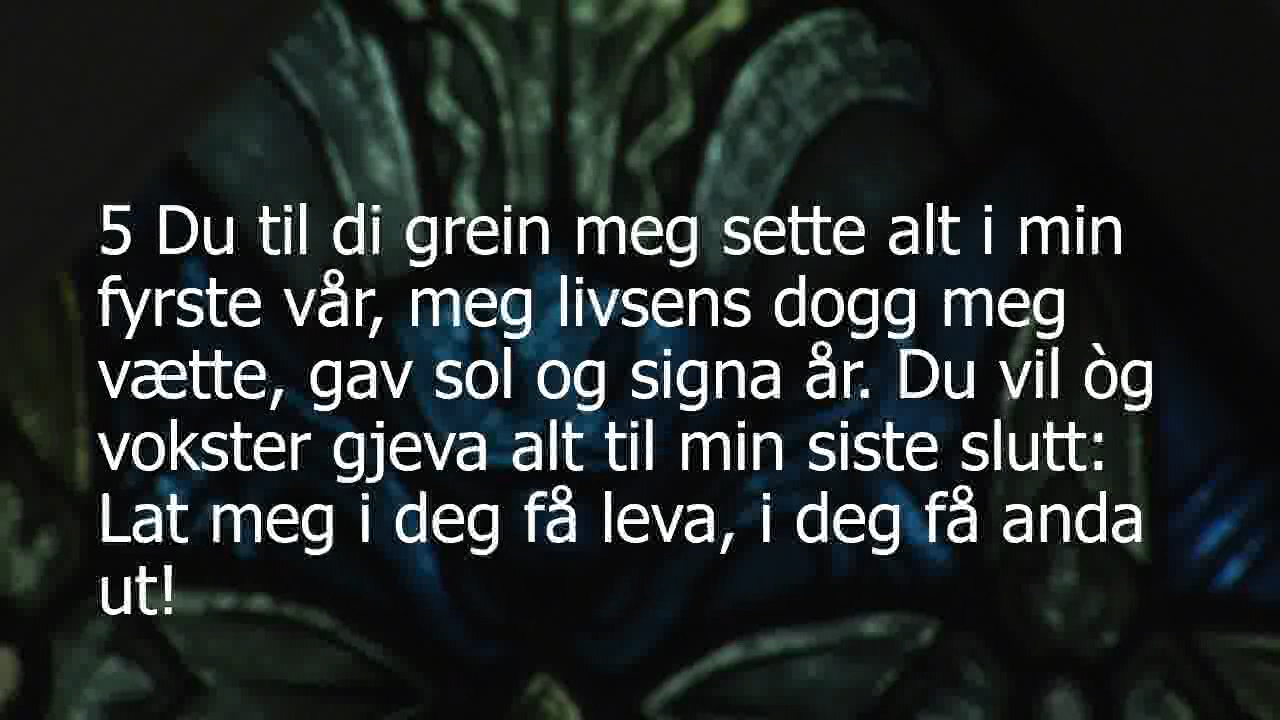 5 Du til di grein meg sette alt i min
fyrste vår, meg livsens dogg meg
vætte, gav sol og signa år. Du vil òg
vokster gjeva alt til min siste slutt:
Lat meg i deg få leva, i deg få anda
ut!